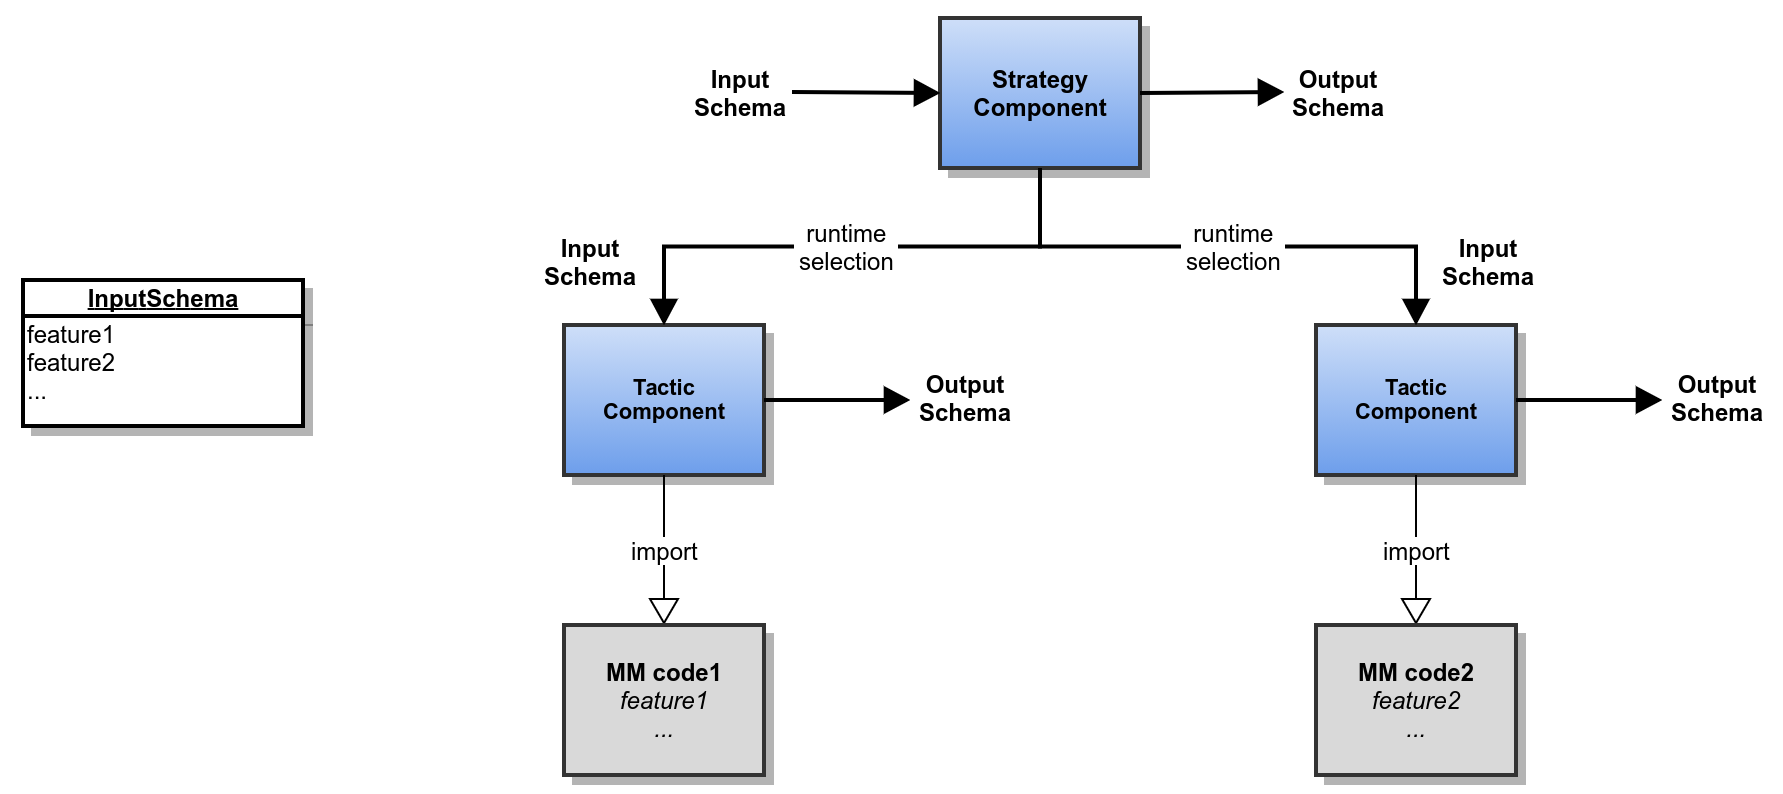 Input
Schema
Strategy
Component
Output
Schema
runtime
selection
runtime
selection
Input
Schema
Input
Schema
InputSchema
feature1
feature2
...
Tactic
Component
Output
Schema
Tactic
Component
Output
Schema
import
import
MM code1
feature1
...
MM code2
feature2
...